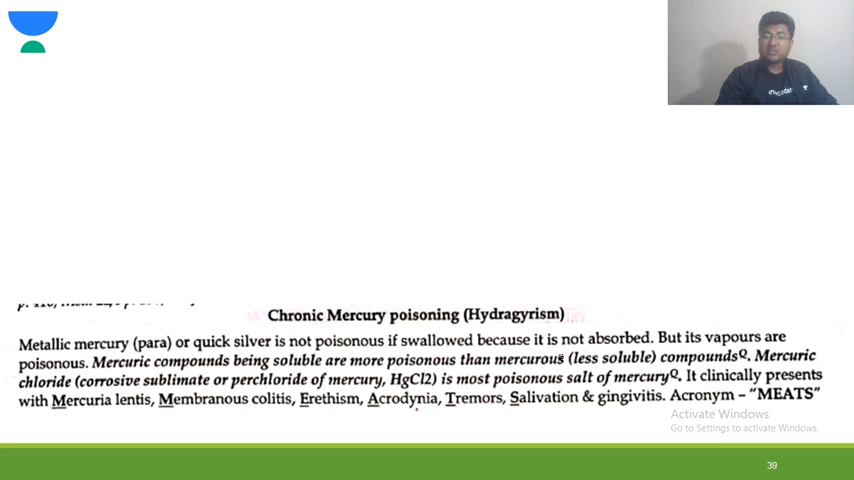 Chronic Mercury poisoning (Hydragyrism)
Metallic mercury (para) or quick silver is not poisonous if swallowed because it is not absorbed. But its vapours are
poisonous. Mercuric compounds being soluble are more poisonous than mercurous (less soluble) compoundsQ. Mercuric
chloride (corrosive sublimate or perchloride of mercury, HgCl2) is most poisonous salt of mercuryQ. It clinically presents
with Mercuria lentis, Membranous colitis, Erethism, Acrodynia, Tremors, Salivation & gingivitis. Acronym – "MEATS"
Activate Windows
Go to Settings to activate Windows.
39